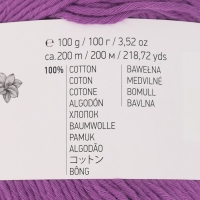 ℮ 100 g / 100 г / 3,52 oz
ca. 200 m / 200 м / 218,72 yds
100% COTTON BAWEŁNA
COTON MEDVILNĖ
COTONE BOMULL
ALGODÓN BAVLNA
ХЛОПОК
BAUMWOLLE
PAMUK
ALGODÃO
コットン
BÔNG